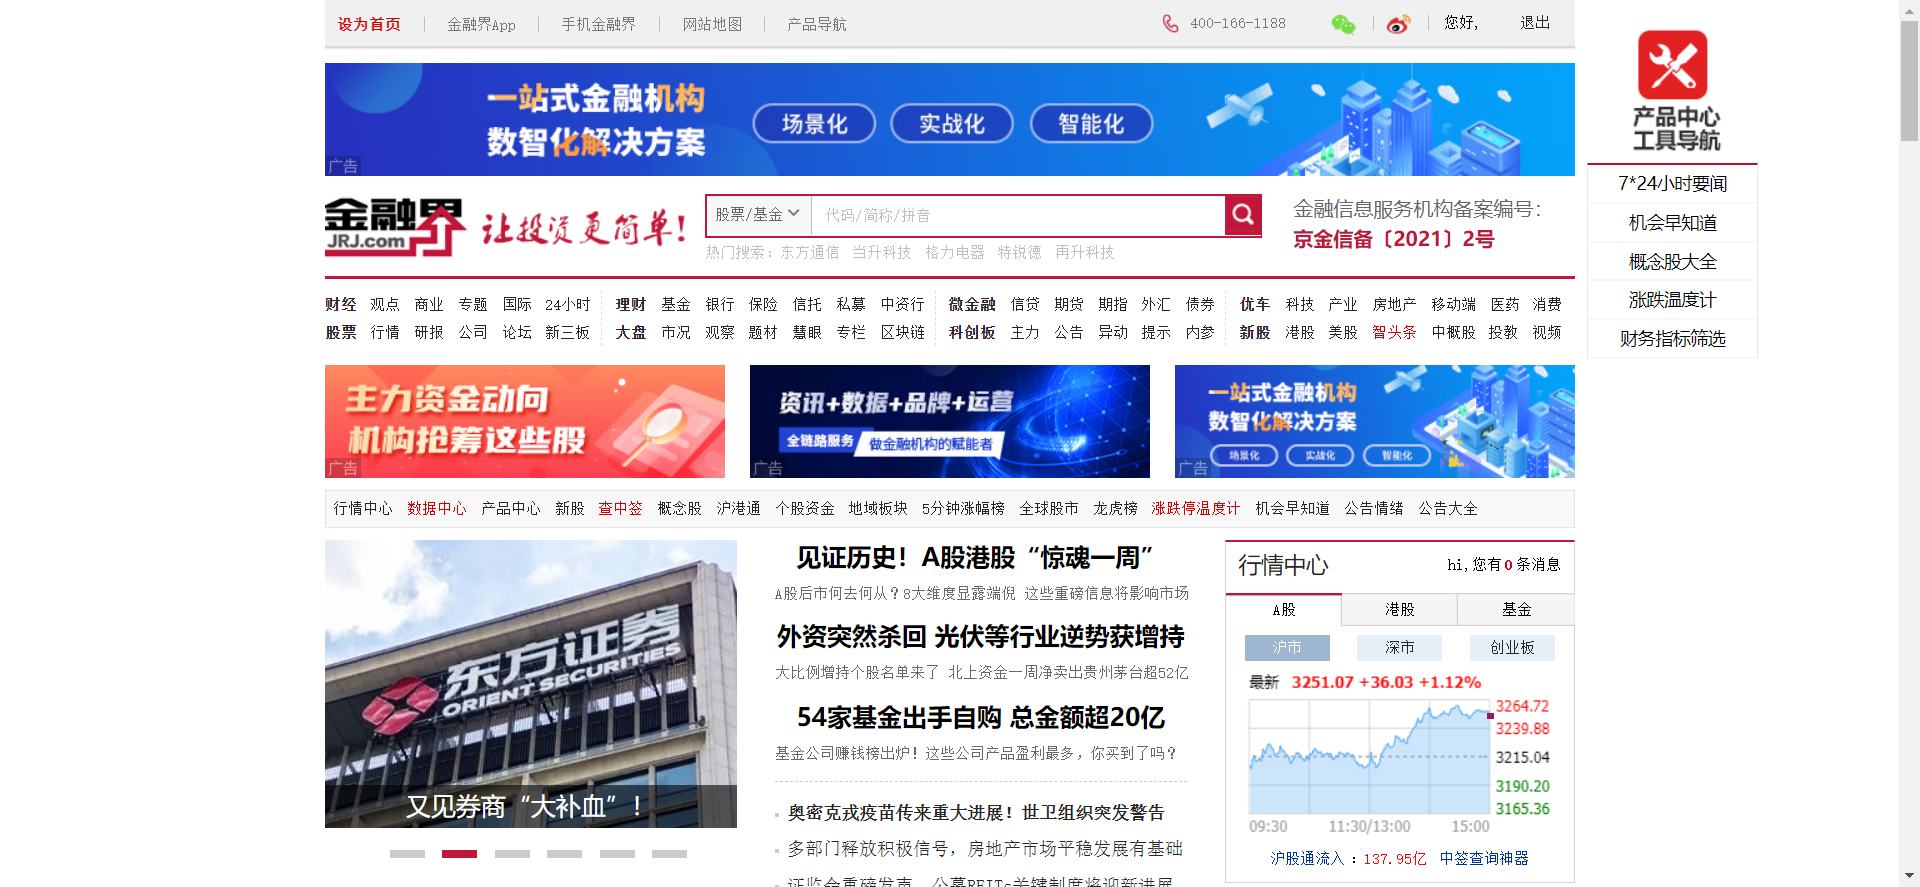 设为首页 金融界App 手机金融界 网站地图 产品导航 400-166-1188 您好, 退出
一站式金融机构
数智化解决方案
场景化 实战化 智能化
广告
产品中心
工具导航
7*24小时要闻
机会早知道
概念股大全
涨跌温度计
财务指标筛选
金融界
JRJ.com
让投资更简单!
股票/基金 代码/简称/拼音
热门搜索：东方通信 当升科技 格力电器 特锐德 再升科技
金融信息服务机构备案编号：
京金信备〔2021〕2号
财经 观点 商业 专题 国际 24小时 理财 基金 银行 保险 信托 私募 中资行 微金融 信贷 期货 期指 外汇 债券 优车 科技 产业 房地产 移动端 医药 消费
股票 行情 研报 公司 论坛 新三板 大盘 市况 观察 题材 慧眼 专栏 区块链 科创板 主力 公告 异动 提示 内参 新股 港股 美股 智头条 中概股 投教 视频
主力资金动向
机构抢筹这些股
广告
资讯+数据+品牌+运营
全链路服务 做金融机构的赋能者
广告
一站式金融机构
数智化解决方案
场景化 实战化 智能化
广告
行情中心 数据中心 产品中心 新股 查中签 概念股 沪港通 个股资金 地域板块 5分钟涨幅榜 全球股市 龙虎榜 涨跌停温度计 机会早知道 公告情绪 公告大全
东方证券
ORIENT SECURITIES
又见券商“大补血”！
见证历史！A股港股“惊魂一周”
A股后市何去何从？8大维度显露端倪 这些重磅信息将影响市场
外资突然杀回 光伏等行业逆势获增持
大比例增持个股名单来了 北上资金一周净卖出贵州茅台超52亿
54家基金出手自购 总金额超20亿
基金公司赚钱榜出炉！这些公司产品盈利最多，你买到了吗？
奥密克戎疫苗传来重大进展！世卫组织突发警告
多部门释放积极信号，房地产市场平稳发展有基础
证监会重磅发声 公募REITs关键制度将迎新进展
行情中心 hi,您有0条消息
A股 港股 基金
沪市 深市 创业板
最新 3251.07 +36.03 +1.12%
3264.72
3239.88
3215.04
3190.20
3165.36
09:30 11:30/13:00 15:00
沪股通流入：137.95亿 中签查询神器